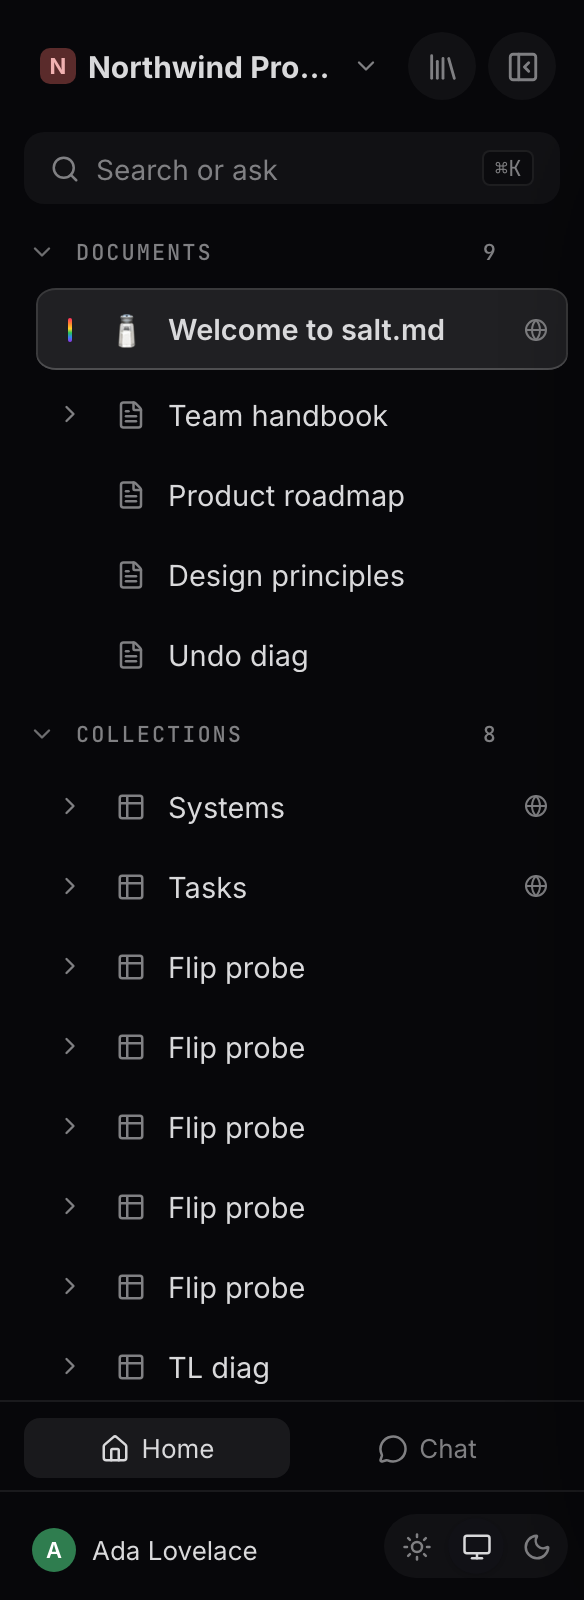 N Northwind Pro...
Search or ask ⌘K
DOCUMENTS 9
Welcome to salt.md
Team handbook
Product roadmap
Design principles
Undo diag
COLLECTIONS 8
Systems
Tasks
Flip probe
Flip probe
Flip probe
Flip probe
Flip probe
TL diag
Home Chat
A Ada Lovelace